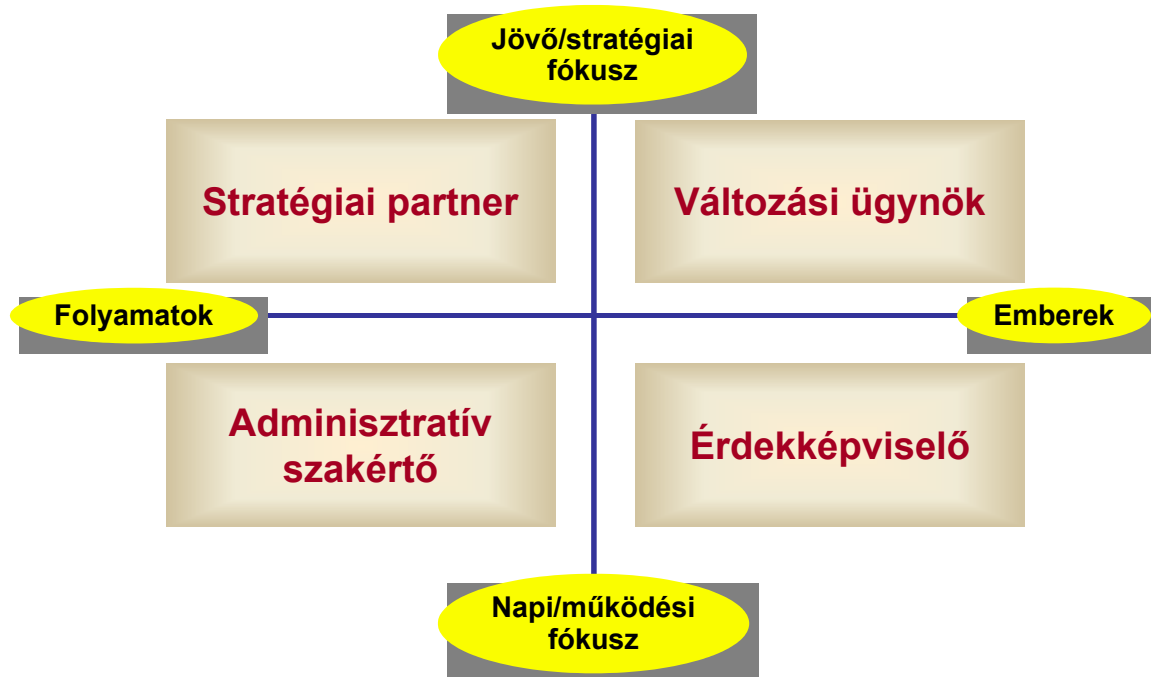 Jövő/stratégiai
fókusz
Stratégiai partner
Változási ügynök
Folyamatok
Emberek
Adminisztratív
szakértő
Érdekképviselő
Napi/működési
fókusz